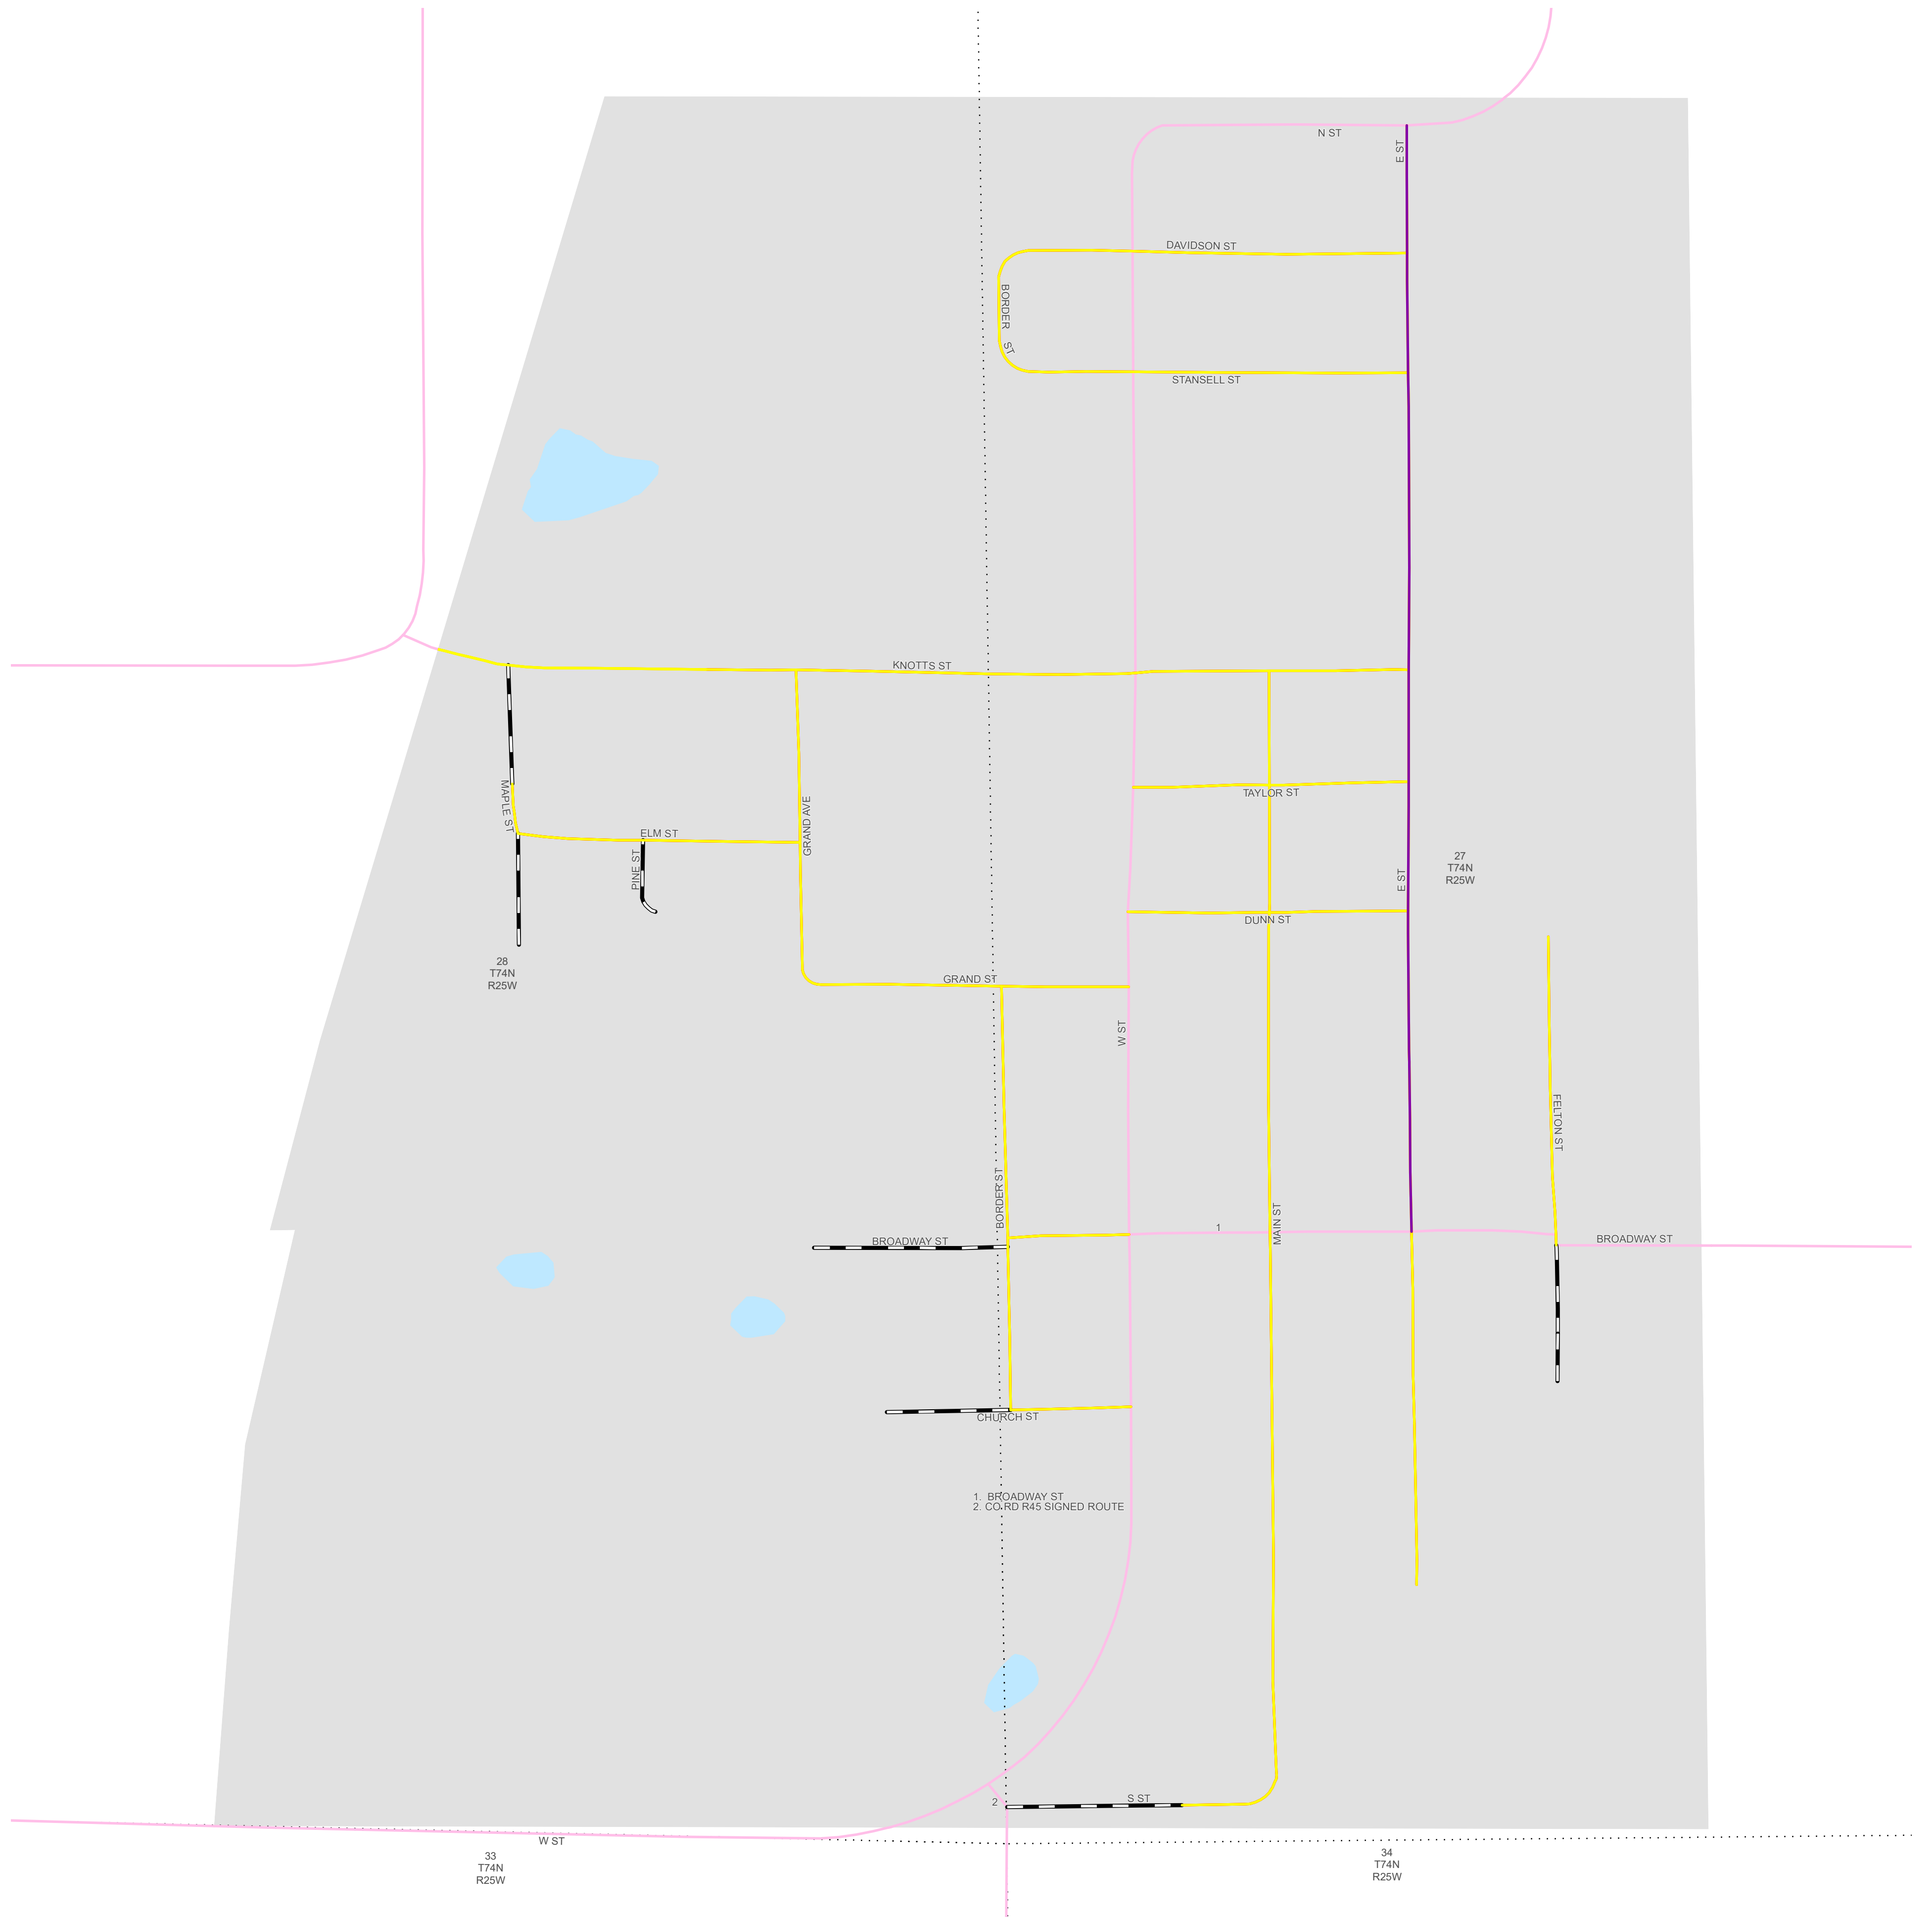 N ST
E ST
DAVIDSON ST
BORDER ST
STANSELL ST
KNOTTS ST
MAPLE ST
GRAND AVE
TAYLOR ST
ELM ST
PINE ST
27
T74N
R25W
E ST
DUNN ST
28
T74N
R25W
GRAND ST
W ST
FELTON ST
BORDER ST
MAIN ST
1
BROADWAY ST
BROADWAY ST
CHURCH ST
1. BROADWAY ST
2. CO RD R45 SIGNED ROUTE
2
S ST
W ST
33
T74N
R25W
34
T74N
R25W